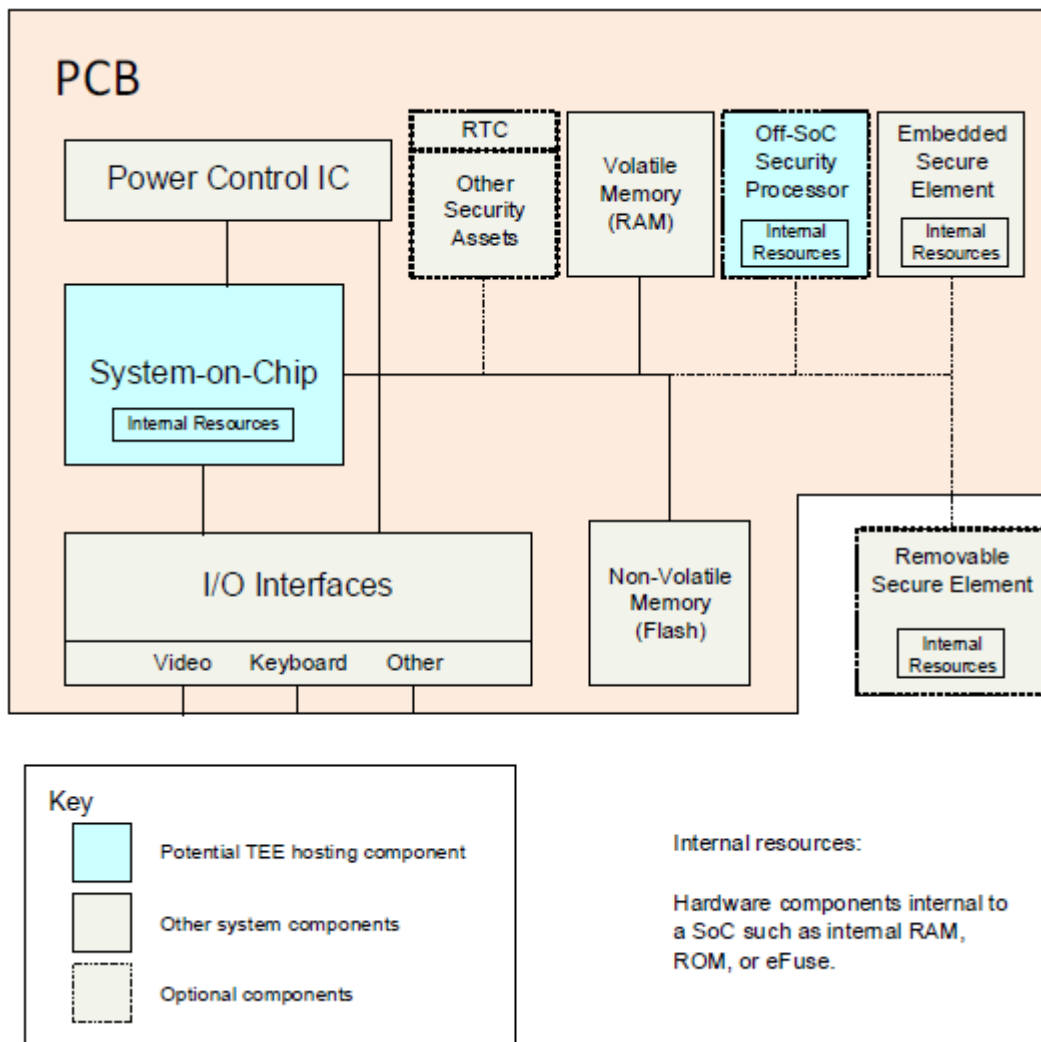 PCB
Power Control IC
RTC
Other
Security
Assets
Volatile
Memory
(RAM)
Off-SoC
Security
Processor
Internal
Resources
Embedded
Secure
Element
Internal
Resources
System-on-Chip
Internal Resources
I/O Interfaces
Video Keyboard Other
Non-Volatile
Memory
(Flash)
Removable
Secure Element
Internal
Resources
Key
Potential TEE hosting component
Other system components
Optional components
Internal resources:
Hardware components internal to
a SoC such as internal RAM,
ROM, or eFuse.